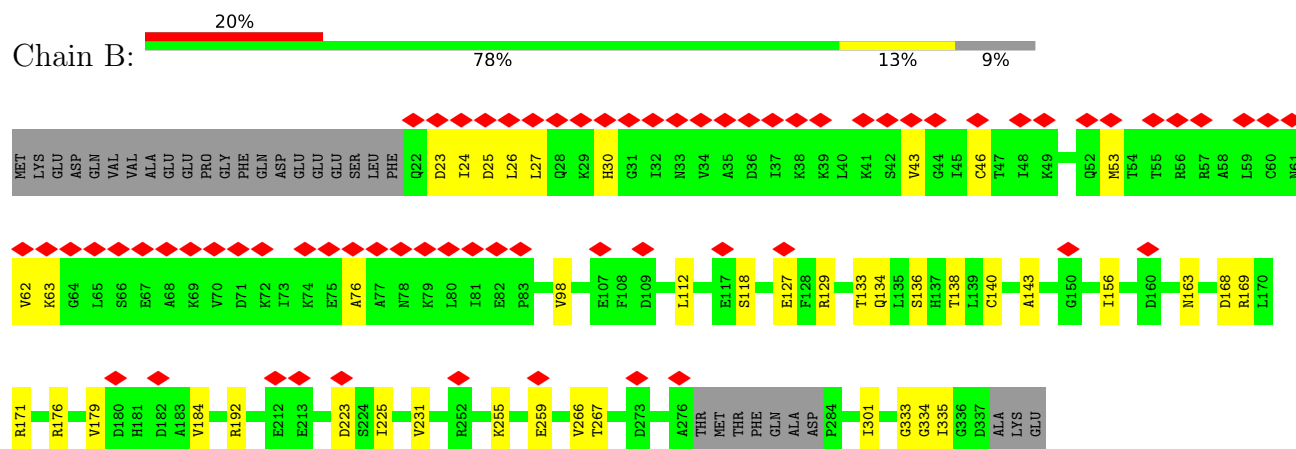 20%
Chain B:
78% 13% 9%
MET LYS GLU ASP GLN VAL VAL ALA GLU GLU PRO GLY PHE GLN ASP GLU GLU GLU SER LEU PHE Q22 D23 I24 D25 L26 L27 Q28 K29 H30 G31 I32 N33 V34 A35 D36 I37 K38 K39 L40 K41 S42 V43 G44 I45 C46 T47 I48 K49 Q52 M53 T54 T55 R56 R57 A58 L59 C60 N61
V62 K63 G64 L65 S66 E67 A68 K69 V70 D71 K72 I73 K74 E75 A76 A77 N78 K79 L80 I81 E82 P83 V98 E107 F108 D109 L112 E117 S118 E127 F128 R129 T133 Q134 L135 S136 H137 T138 L139 C140 A143 G150 I156 D160 N163 D168 R169 L170
R171 R176 V179 D180 H181 D182 A183 V184 R192 E212 E213 D223 S224 I225 V231 R252 K255 E259 V266 T267 D273 A276 THR MET THR PHE GLN ALA ASP P284 I301 G333 G334 I335 G336 D337 ALA LYS GLU